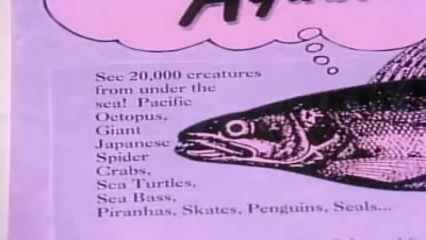 See 20,000 creatures
from under the
sea! Pacific
Octopus,
Giant
Japanese
Spider
Crabs,
Sea Turtles,
Sea Bass,
Piranhas, Skates, Penguins, Seals...